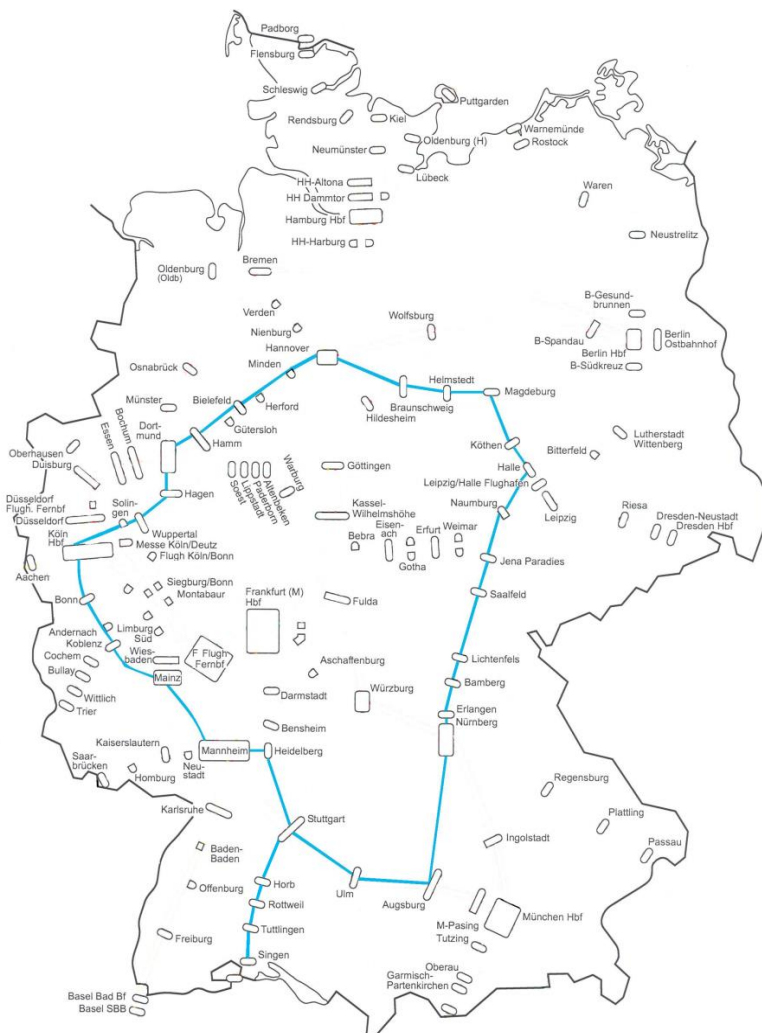 Padborg
Flensburg
Schleswig
Puttgarden
Rendsburg
Kiel
Oldenburg (H)
Warnemünde
Rostock
Neumünster
Lübeck
HH-Altona
HH Dammtor
Hamburg Hbf
HH-Harburg
Waren
Neustrelitz
Oldenburg
(Oldb)
Bremen
Verden
Nienburg
Hannover
Minden
Wolfsburg
B-Gesund-
brunnen
B-Spandau
Berlin
Ostbahnhof
Berlin Hbf
B-Südkreuz
Osnabrück
Münster
Bielefeld
Herford
Gütersloh
Helmstedt
Magdeburg
Braunschweig
Hildesheim
Dort-
mund
Hamm
Bochum
Essen
Oberhausen
Duisburg
Köthen
Bitterfeld
Lutherstadt
Wittenberg
Halle
Leipzig/Halle Flughafen
Leipzig
Naumburg
Göttingen
Warburg
Altenbeken
Paderborn
Lippstadt
Soest
Hagen
Düsseldorf
Flugh. Fernbf
Düsseldorf
Solin-
gen
Wuppertal
Köln
Hbf
Messe Köln/Deutz
Flugh Köln/Bonn
Kassel-
Wilhelmshöhe
Bebra
Eisen-
ach
Gotha
Erfurt
Weimar
Riesa
Dresden-Neustadt
Dresden Hbf
Jena Paradies
Saalfeld
Aachen
Siegburg/Bonn
Montabaur
Bonn
Frankfurt (M)
Hbf
Fulda
Andernach
Koblenz
Limburg
Süd
Cochem
Bullay
Wittlich
Trier
Wies-
baden
Mainz
F Flugh
Fernbf
Aschaffenburg
Darmstadt
Würzburg
Lichtenfels
Bamberg
Erlangen
Nürnberg
Bensheim
Kaiserslautern
Mannheim
Heidelberg
Saar-
brücken
Homburg
Neu-
stadt
Karlsruhe
Stuttgart
Regensburg
Plattling
Passau
Ingolstadt
Baden-
Baden
Offenburg
Horb
Rottweil
Tuttlingen
Singen
Ulm
Augsburg
M-Pasing
München Hbf
Tutzing
Freiburg
Oberau
Garmisch-
Partenkirchen
Basel Bad Bf
Basel SBB